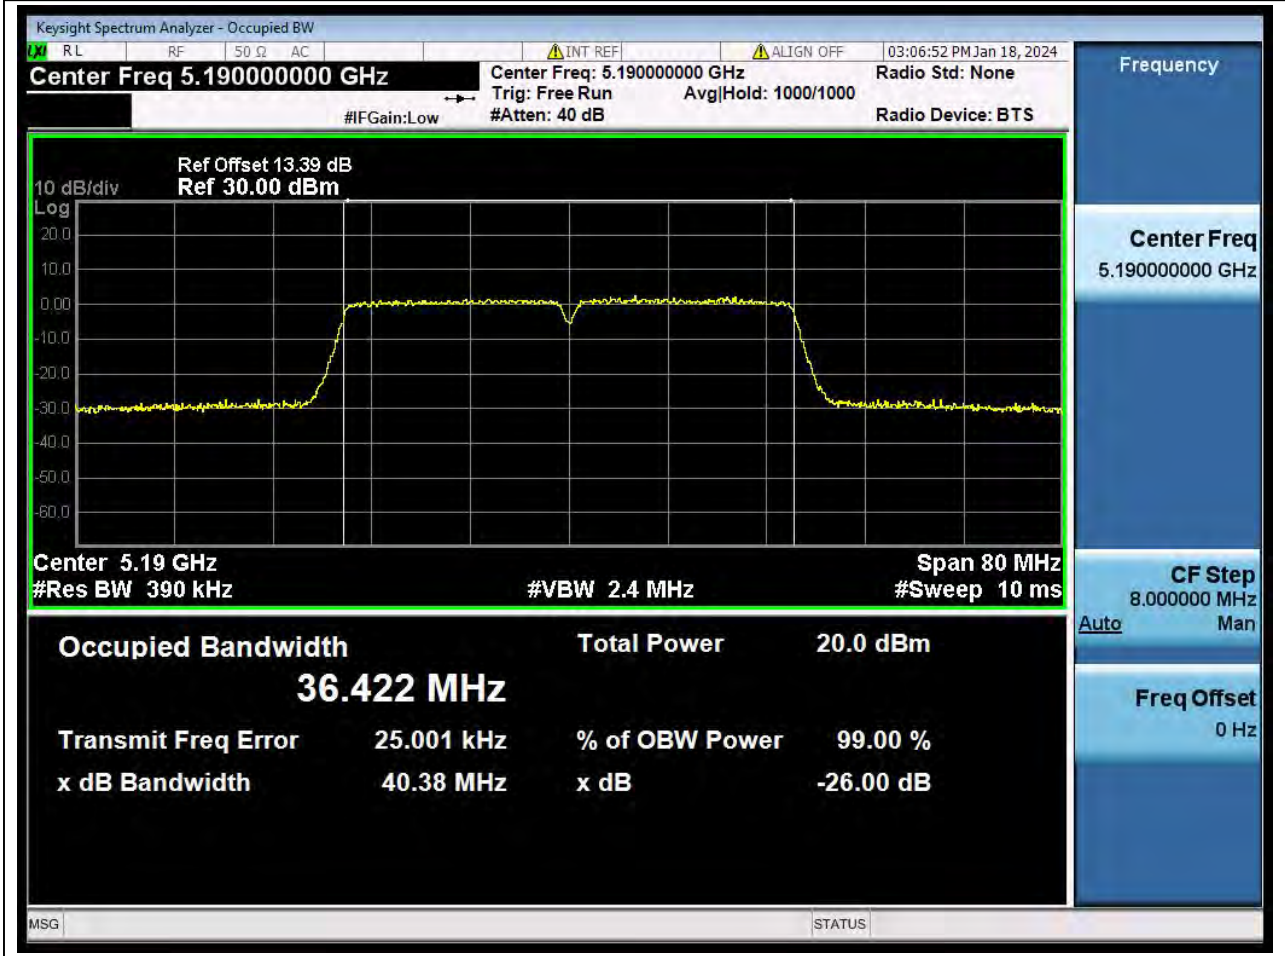 Keysight Spectrum Analyzer - Occupied BW
LXI RL RF 50 Ω AC INT REF ALIGN OFF 03:06:52 PM Jan 18, 2024
Center Freq 5.190000000 GHz
Center Freq: 5.190000000 GHz
Radio Std: None
Trig: Free Run Avg|Hold: 1000/1000
#IFGain:Low
#Atten: 40 dB
Radio Device: BTS
Ref Offset 13.39 dB
10 dB/div Ref 30.00 dBm
Log
20.0
10.0
0.00
-10.0
-20.0
-30.0
-40.0
-50.0
-60.0
Center 5.19 GHz Span 80 MHz
#Res BW 390 kHz #VBW 2.4 MHz #Sweep 10 ms
Occupied Bandwidth Total Power 20.0 dBm
36.422 MHz
Transmit Freq Error 25.001 kHz % of OBW Power 99.00 %
x dB Bandwidth 40.38 MHz x dB -26.00 dB
MSG STATUS
Frequency
Center Freq
5.190000000 GHz
CF Step
8.000000 MHz
Auto Man
Freq Offset
0 Hz